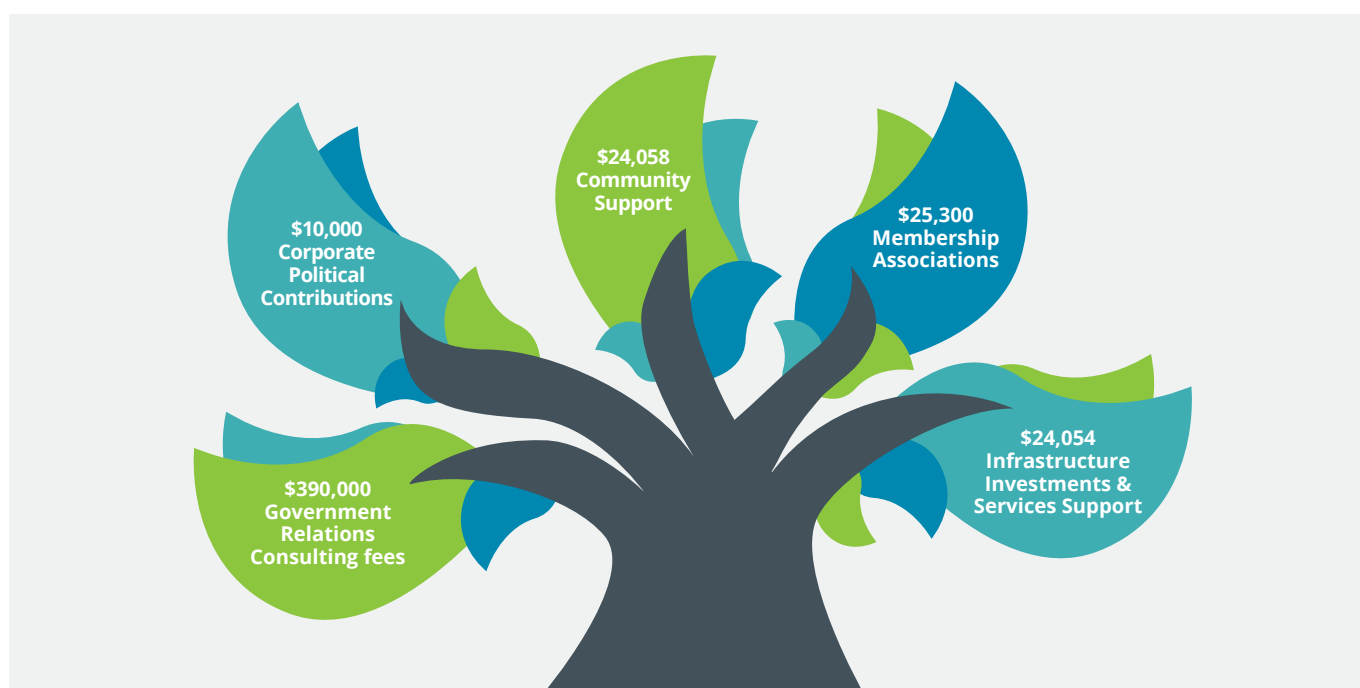 $10,000
Corporate
Political
Contributions
$24,058
Community
Support
$25,300
Membership
Associations
$390,000
Government
Relations
Consulting fees
$24,054
Infrastructure
Investments &
Services Support